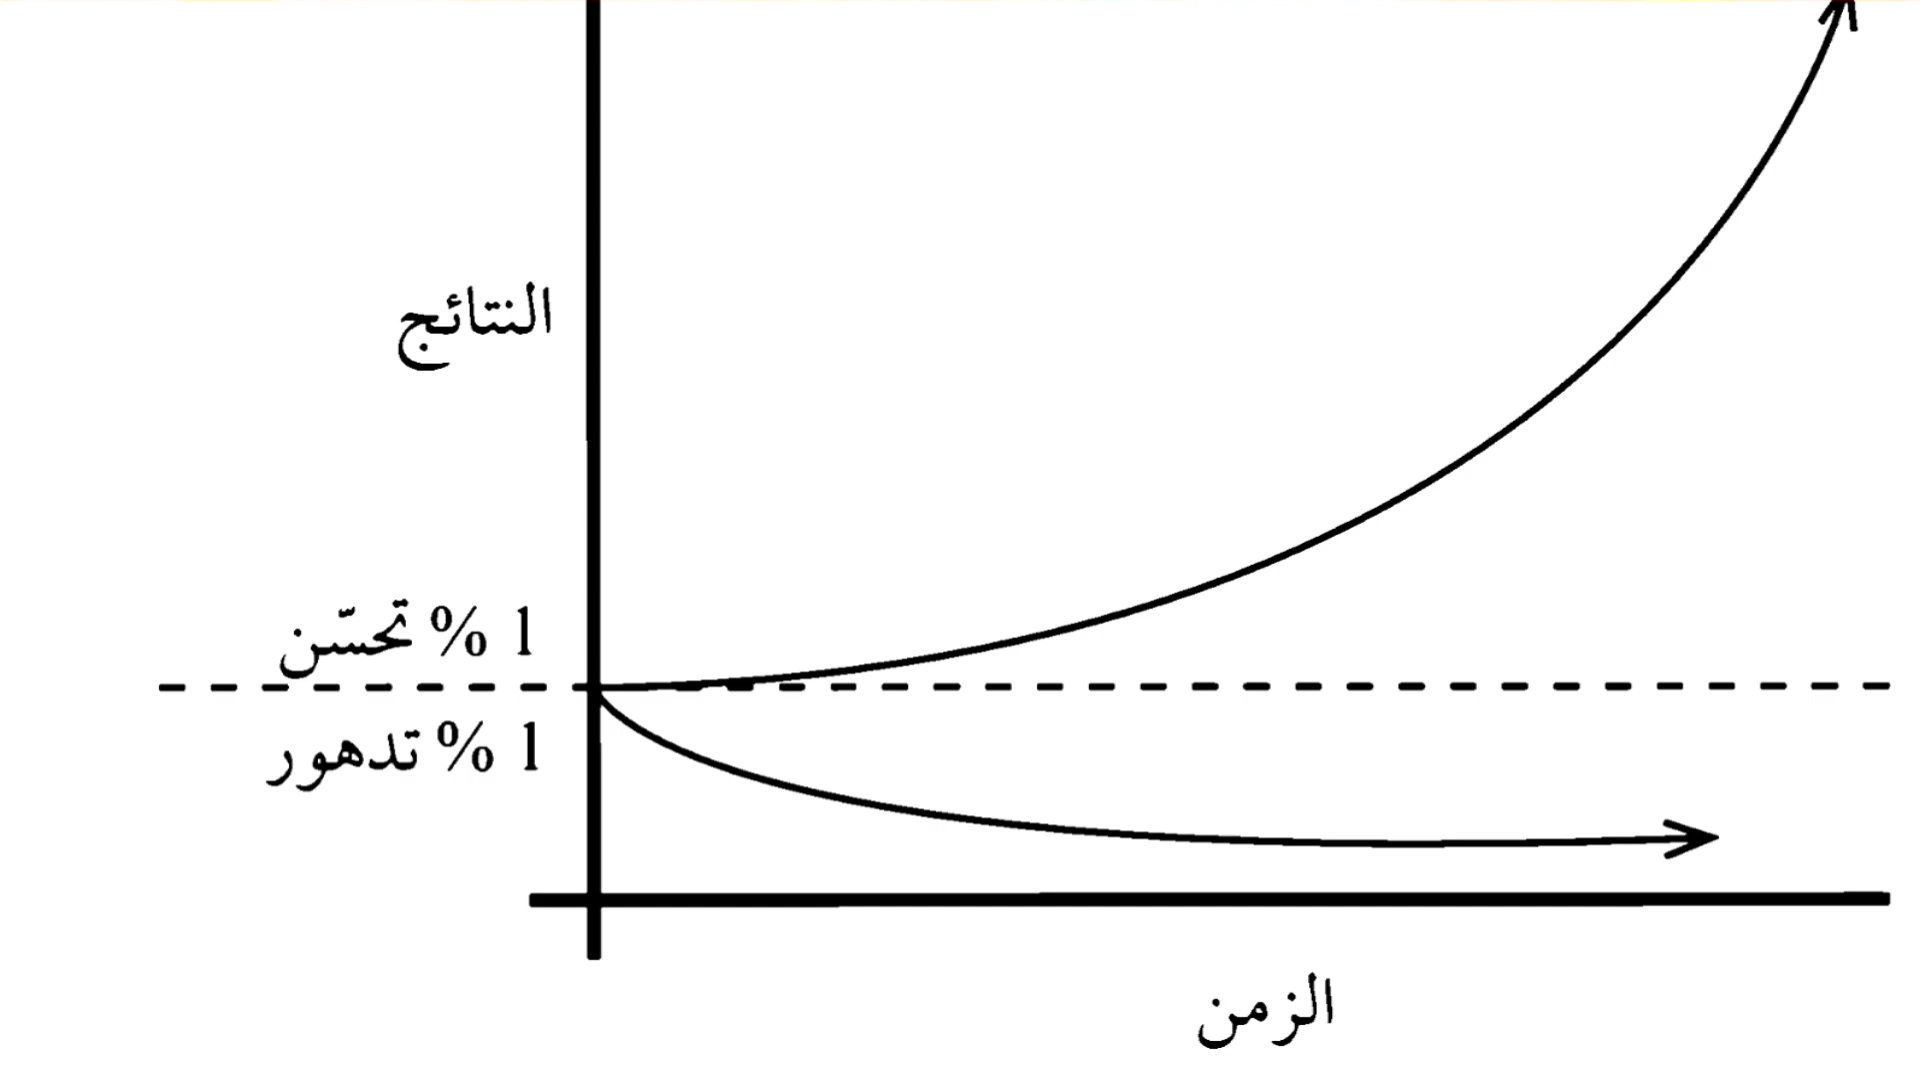 النتائج
1 % تحسّن
1 % تدهور
الزمن